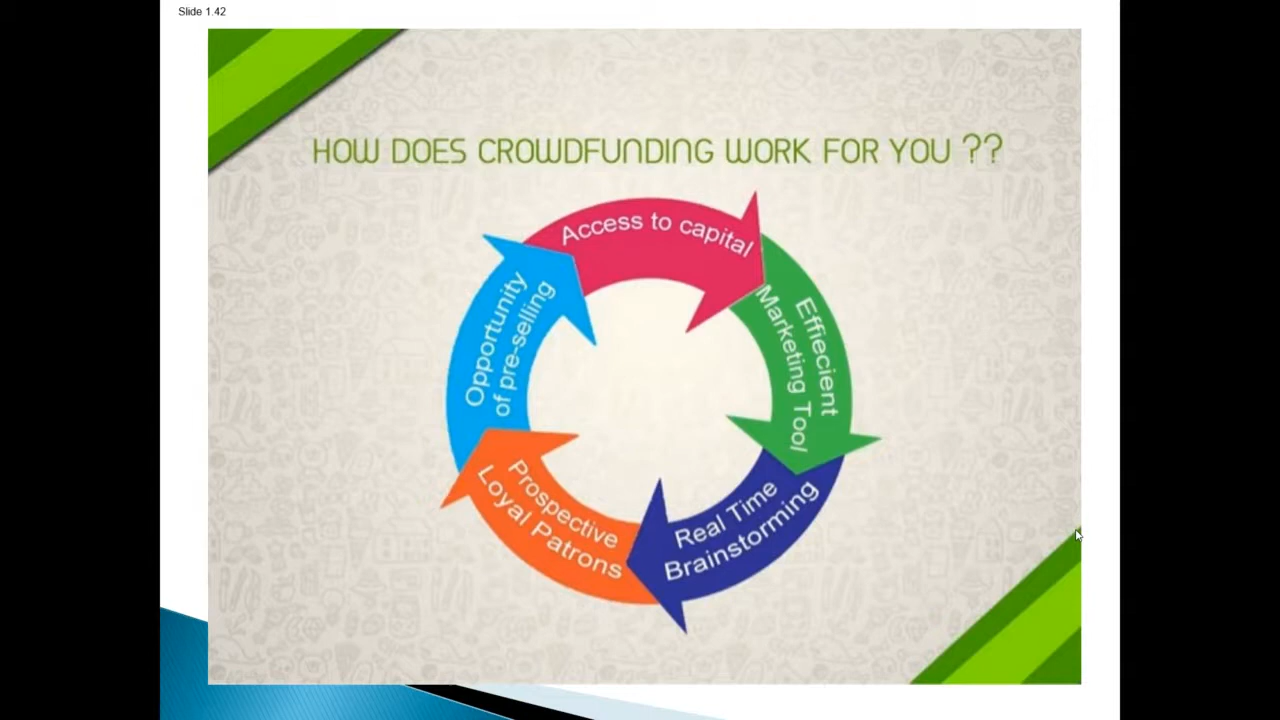 Slide 1.42
HOW DOES CROWDFUNDING WORK FOR YOU ??
Access to capital
Effiecient
Marketing Tool
Real Time
Brainstorming
Prospective
Loyal Patrons
Opportunity
of pre-selling